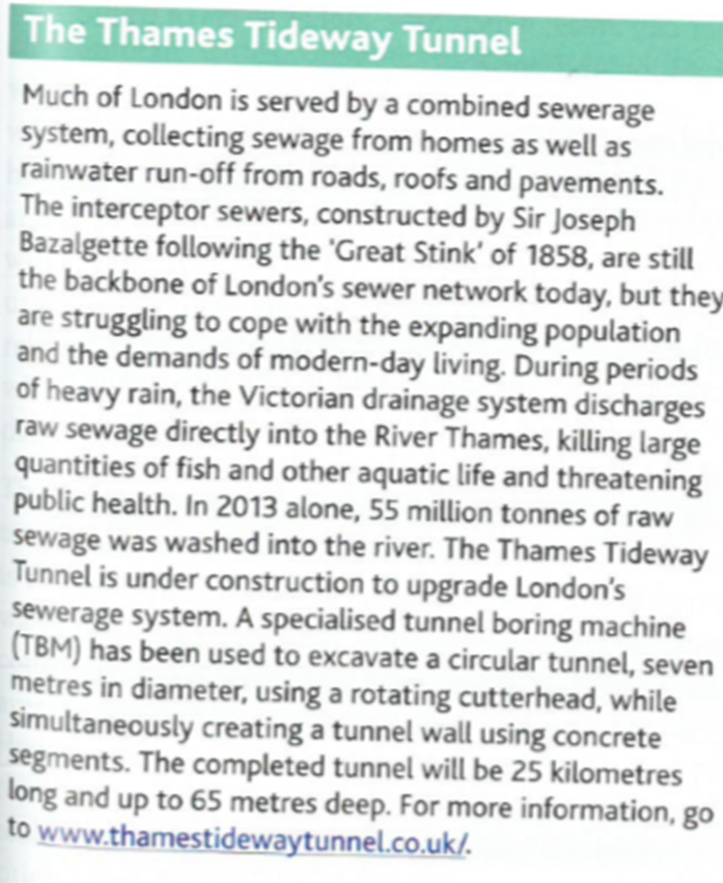 The Thames Tideway Tunnel
Much of London is served by a combined sewerage
system, collecting sewage from homes as well as
rainwater run-off from roads, roofs and pavements.
The interceptor sewers, constructed by Sir Joseph
Bazalgette following the 'Great Stink' of 1858, are still
the backbone of London's sewer network today, but they
are struggling to cope with the expanding population
and the demands of modern-day living. During periods
of heavy rain, the Victorian drainage system discharges
raw sewage directly into the River Thames, killing large
quantities of fish and other aquatic life and threatening
public health. In 2013 alone, 55 million tonnes of raw
sewage was washed into the river. The Thames Tideway
Tunnel is under construction to upgrade London's
sewerage system. A specialised tunnel boring machine
(TBM) has been used to excavate a circular tunnel, seven
metres in diameter, using a rotating cutterhead, while
simultaneously creating a tunnel wall using concrete
segments. The completed tunnel will be 25 kilometres
long and up to 65 metres deep. For more information, go
to www.thamestidewaytunnel.co.uk/.